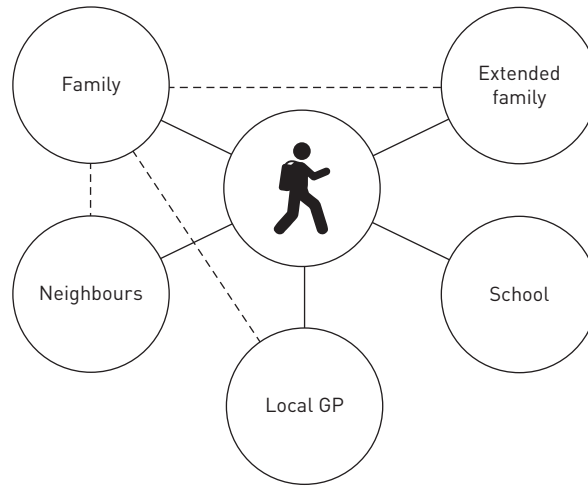 Family
Extended
family
Neighbours
School
Local GP